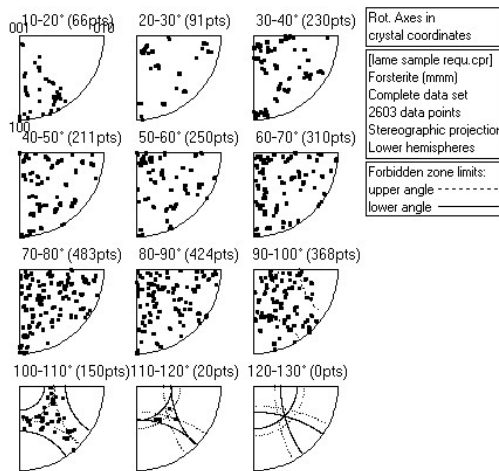 10-20° (66pts)
001
010
100
20-30° (91pts)
30-40° (230pts)
40-50° (211pts)
50-60° (250pts)
60-70° (310pts)
70-80° (483pts)
80-90° (424pts)
90-100° (368pts)
100-110° (150pts)
110-120° (20pts)
120-130° (0pts)
Rot. Axes in
crystal coordinates
[lame sample requ.cpr]
Forsterite (mmm)
Complete data set
2603 data points
Stereographic projection
Lower hemispheres
Forbidden zone limits:
upper angle
lower angle